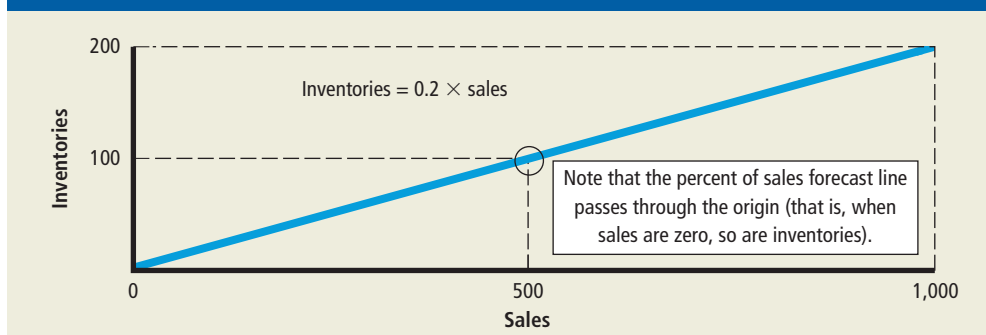 200
Inventories = 0.2 × sales
Inventories
100
Note that the percent of sales forecast line
passes through the origin (that is, when
sales are zero, so are inventories).
0
500
1,000
Sales